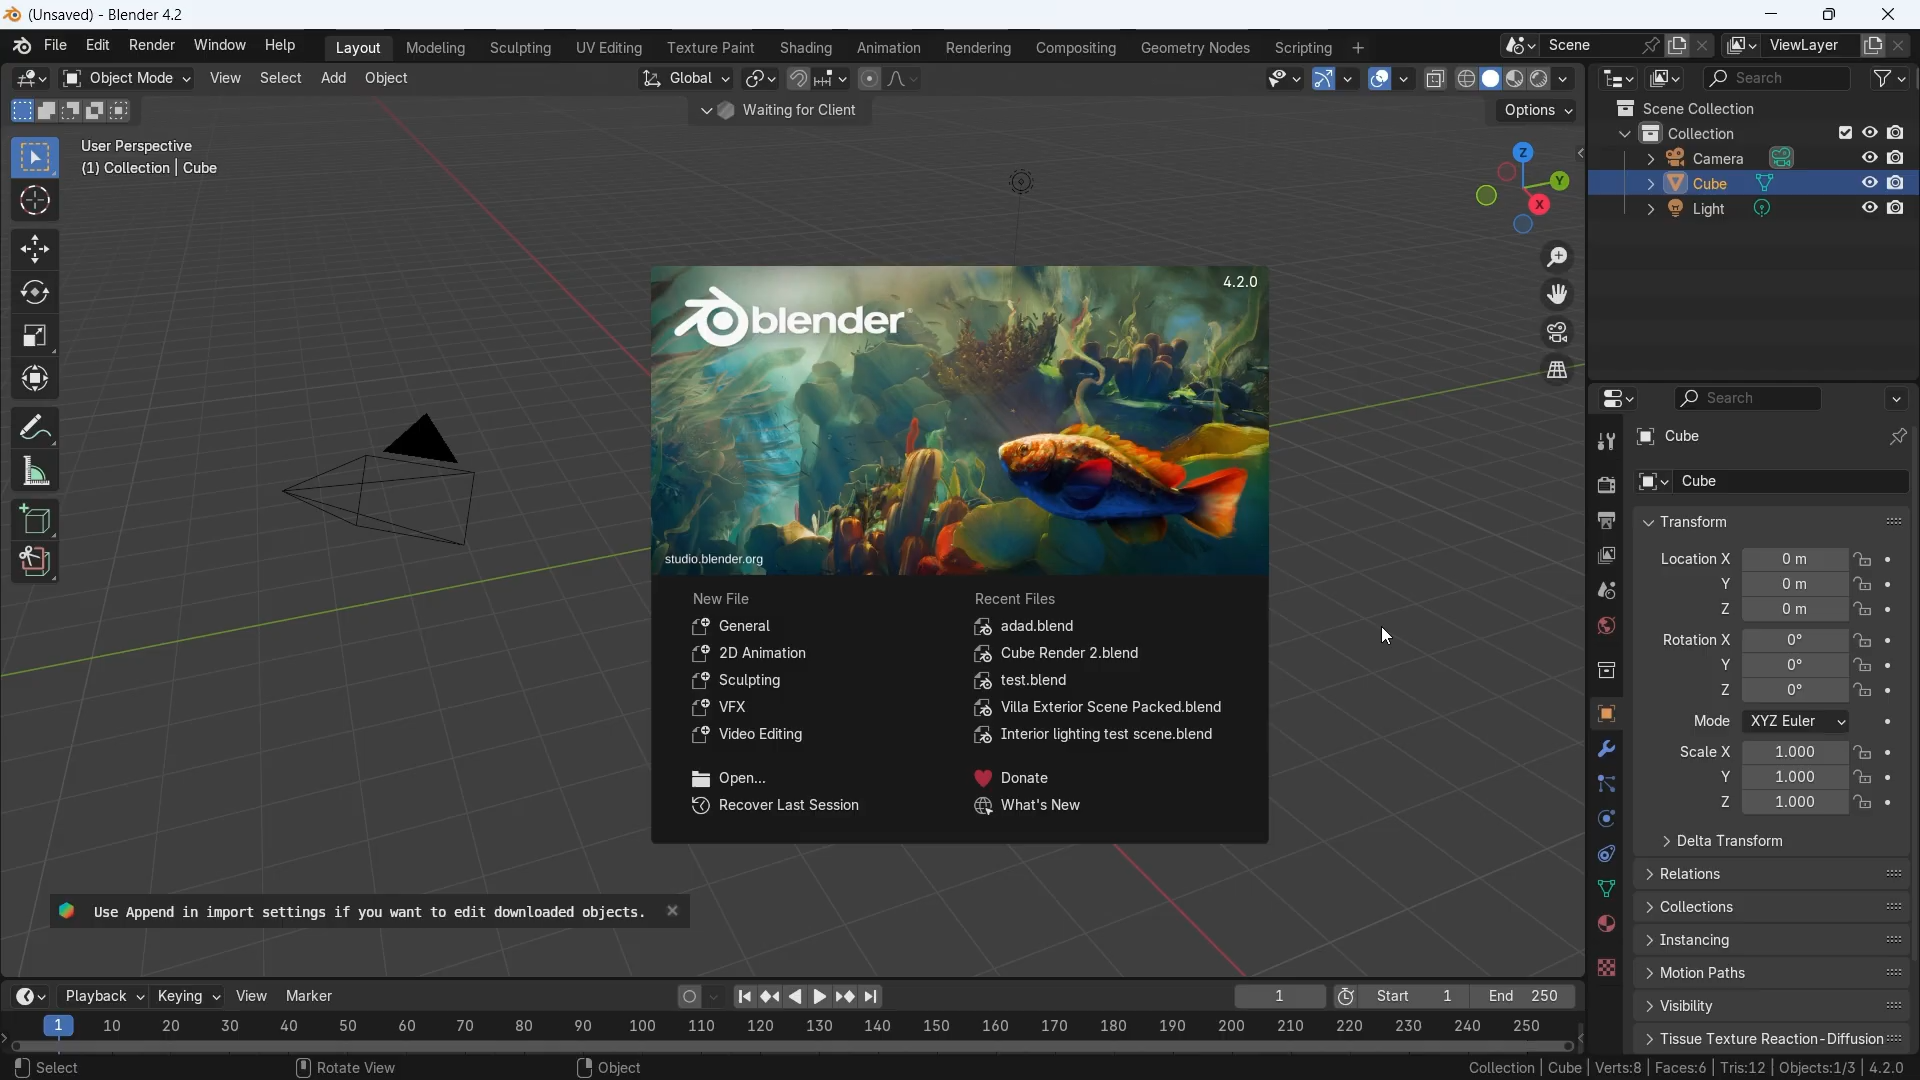 (Unsaved) - Blender 4.2
File Edit Render Window Help Layout Modeling Sculpting UV Editing Texture Paint Shading Animation Rendering Compositing Geometry Nodes Scripting + Scene ViewLayer
Object Mode View Select Add Object Global Search
Waiting for Client Options
User Perspective
(1) Collection | Cube
Z
Y
X
Scene Collection
Collection
Camera
Cube
Light
4.2.0
blender
studio.blender.org
New File
General
2D Animation
Sculpting
VFX
Video Editing
Open...
Recover Last Session
Recent Files
adad.blend
Cube Render 2.blend
test.blend
Villa Exterior Scene Packed.blend
Interior lighting test scene.blend
Donate
What's New
Search
Cube
Cube
Transform
Location X 0 m
Y 0 m
Z 0 m
Rotation X 0°
Y 0°
Z 0°
Mode XYZ Euler
Scale X 1.000
Y 1.000
Z 1.000
Delta Transform
Relations
Collections
Instancing
Motion Paths
Visibility
Tissue Texture Reaction-Diffusion
Use Append in import settings if you want to edit downloaded objects.
Playback Keying View Marker 1 Start 1 End 250
1 10 20 30 40 50 60 70 80 90 100 110 120 130 140 150 160 170 180 190 200 210 220 230 240 250
Select Rotate View Object Collection | Cube | Verts:8 | Faces:6 | Tris:12 | Objects:1/3 | 4.2.0